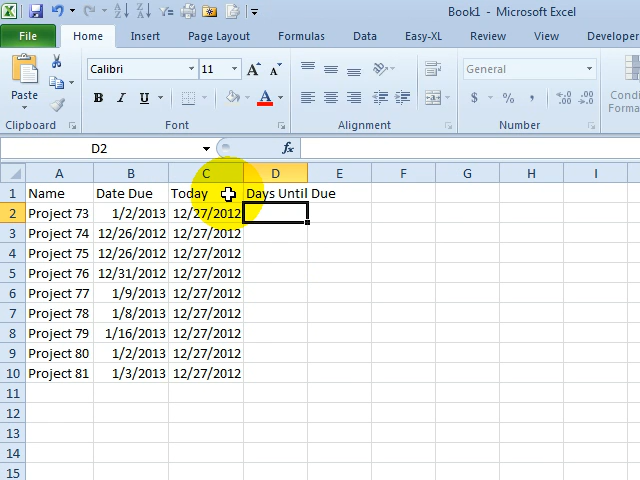 Book1 - Microsoft Excel
File Home Insert Page Layout Formulas Data Easy-XL Review View Developer
Paste
Calibri 11
B I U A
General
$ % ,
Clipboard Font Alignment Number
D2 fx
A B C D E F G H I
1 Name Date Due Today Days Until Due
2 Project 73 1/2/2013 12/27/2012
3 Project 74 12/26/2012 12/27/2012
4 Project 75 12/26/2012 12/27/2012
5 Project 76 12/31/2012 12/27/2012
6 Project 77 1/9/2013 12/27/2012
7 Project 78 1/8/2013 12/27/2012
8 Project 79 1/16/2013 12/27/2012
9 Project 80 1/2/2013 12/27/2012
10 Project 81 1/3/2013 12/27/2012
11
12
13
14
15